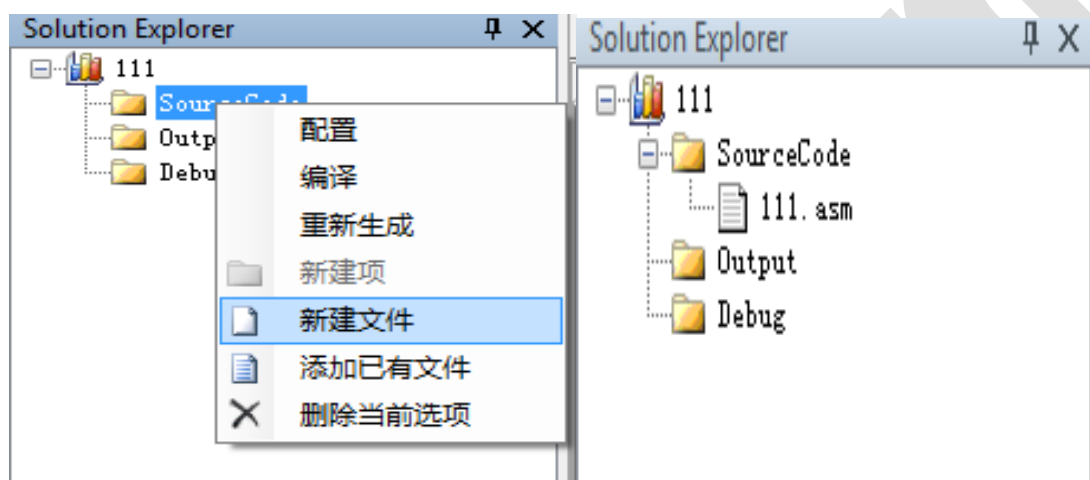 Solution Explorer
111
Outp
Debu
配置
编译
重新生成
新建项
新建文件
添加已有文件
删除当前选项
Solution Explorer
111
SourceCode
111.asm
Output
Debug